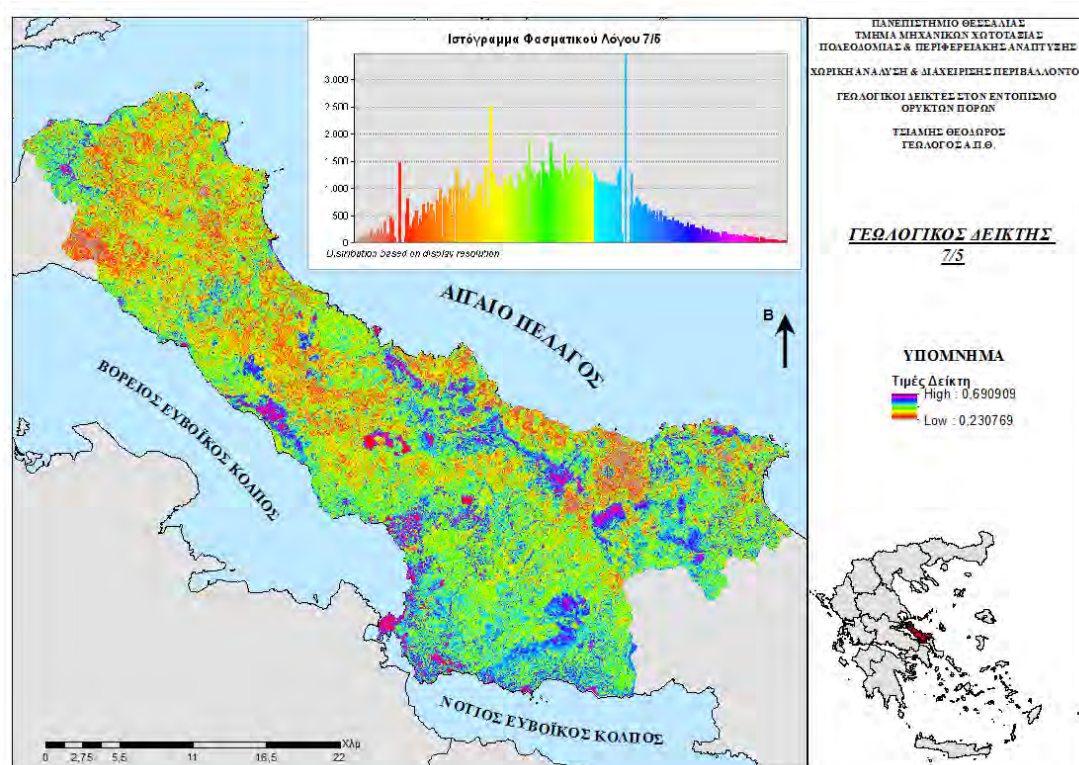 Ιστόγραμμα Φασματικού Λόγου 7/5
3.000
2.500
2.000
1.500
1.000
500
0
Distribution based on display resolution
ΑΙΓΑΙΟ ΠΕΛΑΓΟΣ
Β
ΒΟΡΕΙΟΣ ΕΥΒΟΪΚΟΣ ΚΟΛΠΟΣ
ΝΟΤΙΟΣ ΕΥΒΟΪΚΟΣ ΚΟΛΠΟΣ
0 2,75 5,5 11 16,5 22 Χλμ
ΠΑΝΕΠΙΣΤΗΜΙΟ ΘΕΣΣΑΛΙΑΣ
ΤΜΗΜΑ ΜΗΧΑΝΙΚΩΝ ΧΩΤΟΤΑΞΙΑΣ
ΠΟΛΕΟΔΟΜΙΑΣ & ΠΕΡΙΦΕΡΕΙΑΚΗΣ ΑΝΑΠΤΥΞΗΣ
ΧΩΡΙΚΗ ΑΝΑΛΥΣΗ & ΔΙΑΧΕΙΡΙΣΗΣ ΠΕΡΙΒΑΛΛΟΝΤΟ
ΓΕΩΛΟΓΙΚΟΙ ΔΕΙΚΤΕΣ ΣΤΟΝ ΕΝΤΟΠΙΣΜΟ
ΟΡΥΚΤΩΝ ΠΟΡΩΝ
ΤΣΙΑΜΗΣ ΘΕΟΔΩΡΟΣ
ΓΕΩΛΟΓΟΣ Α.Π.Θ.
ΓΕΩΛΟΓΙΚΟΣ ΔΕΙΚΤΗΣ
7/5
ΥΠΟΜΝΗΜΑ
Τιμές Δείκτη
High : 0,690909
Low : 0,230769